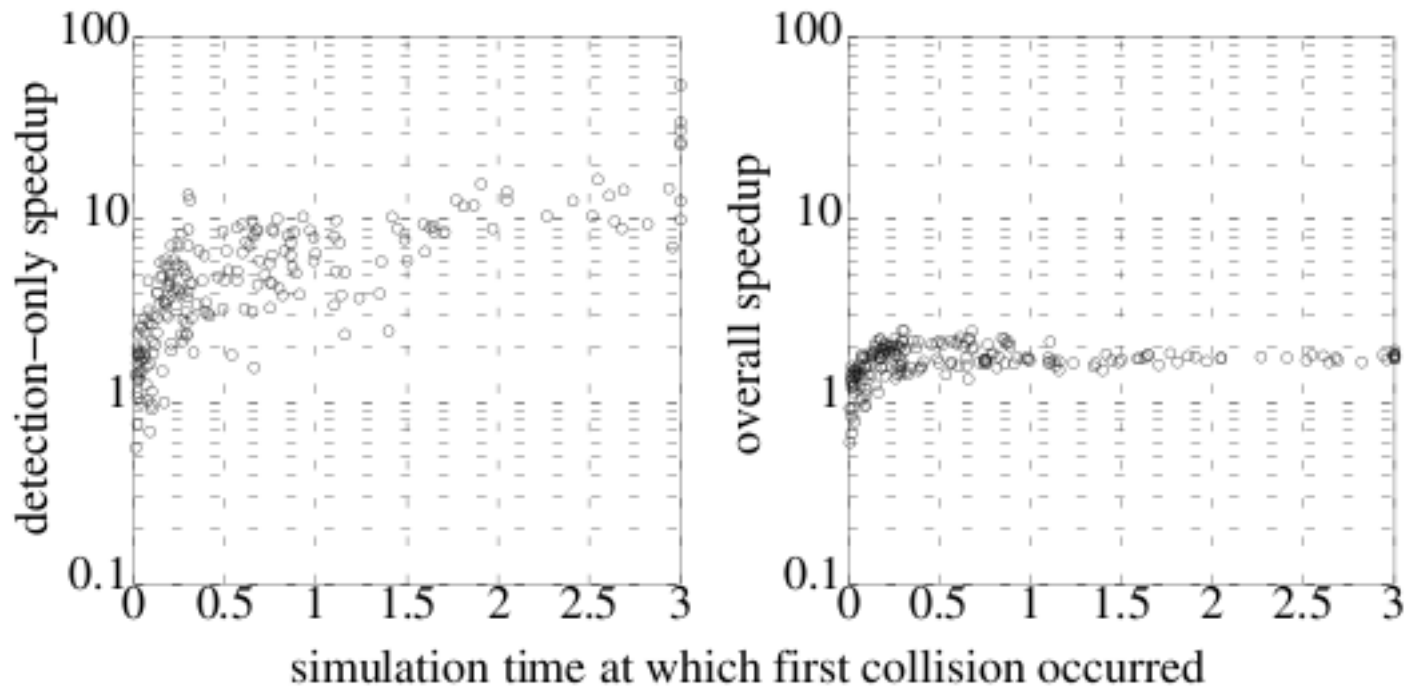 detection-only speedup
100
10
1
0.1
0 0.5 1 1.5 2 2.5 3
overall speedup
100
10
1
0.1
0 0.5 1 1.5 2 2.5 3
simulation time at which first collision occurred